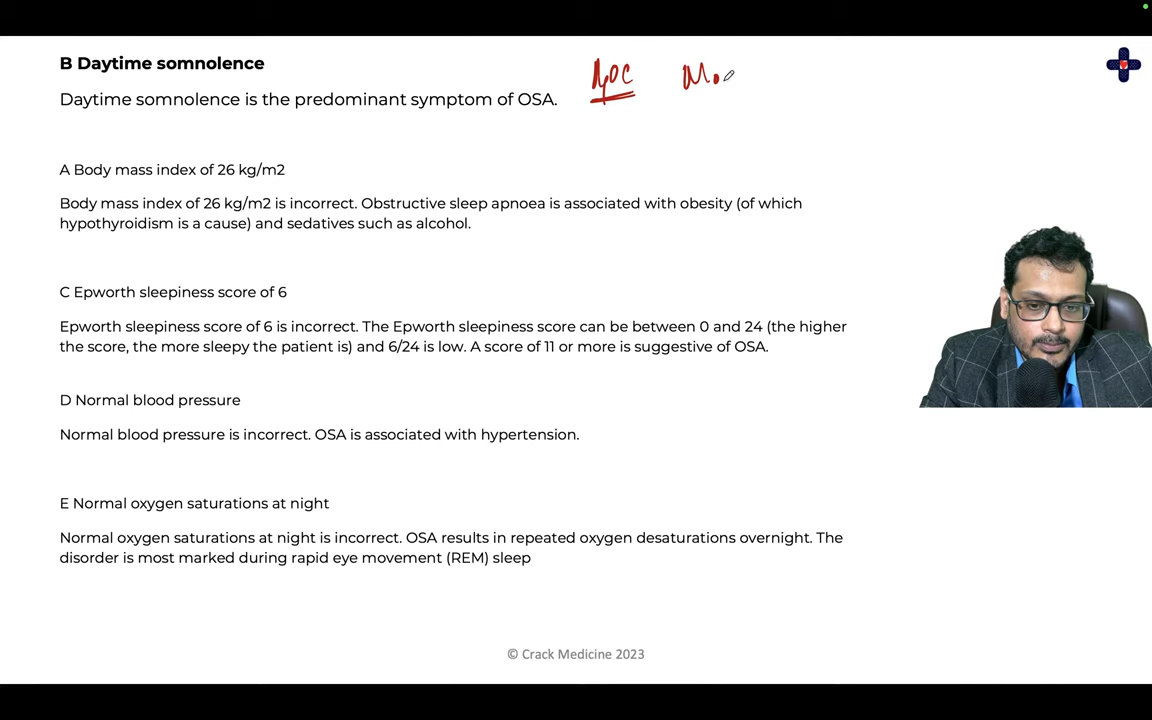 B Daytime somnolence
Daytime somnolence is the predominant symptom of OSA.
A Body mass index of 26 kg/m2
Body mass index of 26 kg/m2 is incorrect. Obstructive sleep apnoea is associated with obesity (of which
hypothyroidism is a cause) and sedatives such as alcohol.
C Epworth sleepiness score of 6
Epworth sleepiness score of 6 is incorrect. The Epworth sleepiness score can be between 0 and 24 (the higher
the score, the more sleepy the patient is) and 6/24 is low. A score of 11 or more is suggestive of OSA.
D Normal blood pressure
Normal blood pressure is incorrect. OSA is associated with hypertension.
E Normal oxygen saturations at night
Normal oxygen saturations at night is incorrect. OSA results in repeated oxygen desaturations overnight. The
disorder is most marked during rapid eye movement (REM) sleep
© Crack Medicine 2023